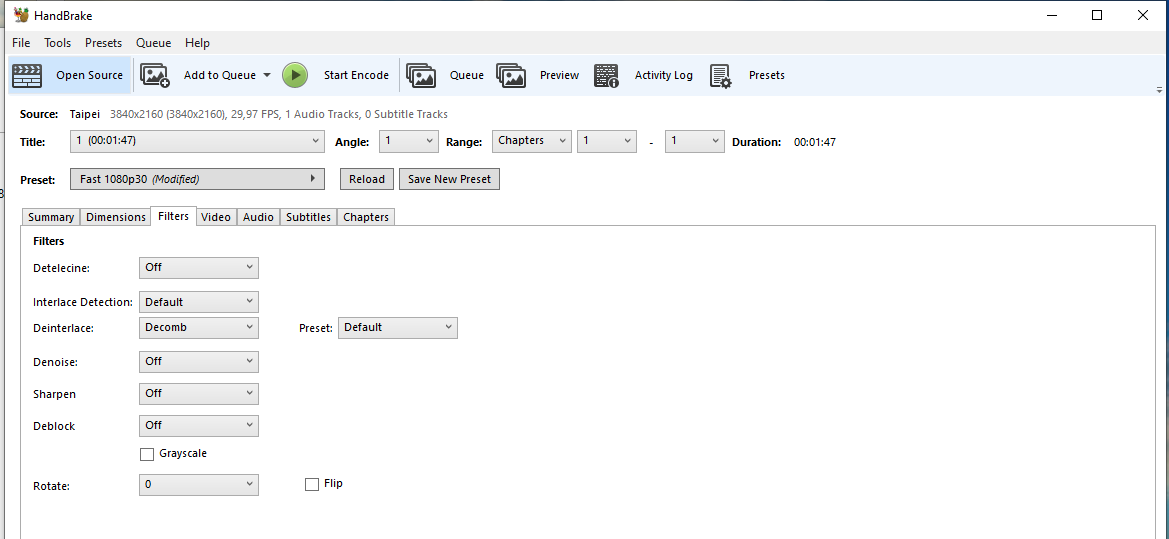 HandBrake
File Tools Presets Queue Help
Open Source Add to Queue Start Encode Queue Preview Activity Log Presets
Source: Taipei 3840x2160 (3840x2160), 29,97 FPS, 1 Audio Tracks, 0 Subtitle Tracks
Title: 1 (00:01:47) Angle: 1 Range: Chapters 1 - 1 Duration: 00:01:47
Preset: Fast 1080p30 (Modified) Reload Save New Preset
Summary Dimensions Filters Video Audio Subtitles Chapters
Filters
Detelecine: Off
Interlace Detection: Default
Deinterlace: Decomb Preset: Default
Denoise: Off
Sharpen Off
Deblock Off
Grayscale
Rotate: 0 Flip